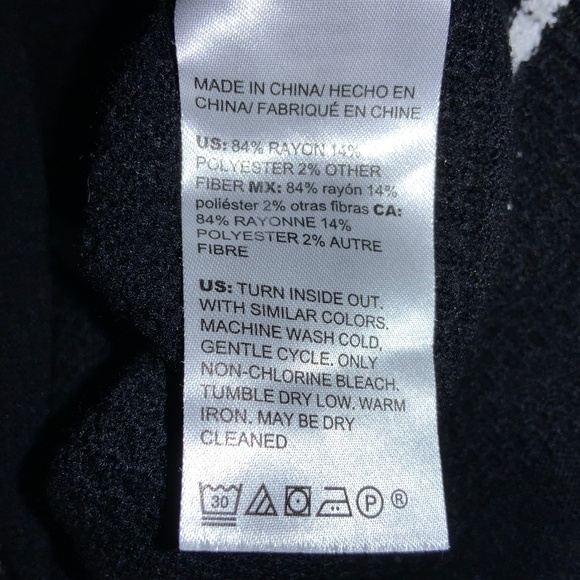 MADE IN CHINA/ HECHO EN
CHINA/ FABRIQUÉ EN CHINE
US: 84% RAYON 14%
POLYESTER 2% OTHER
FIBER MX: 84% rayón 14%
poliéster 2% otras fibras CA:
84% RAYONNE 14%
POLYESTER 2% AUTRE
FIBRE
US: TURN INSIDE OUT.
WITH SIMILAR COLORS.
MACHINE WASH COLD,
GENTLE CYCLE. ONLY
NON-CHLORINE BLEACH.
TUMBLE DRY LOW. WARM
IRON. MAY BE DRY
CLEANED
30 P ®